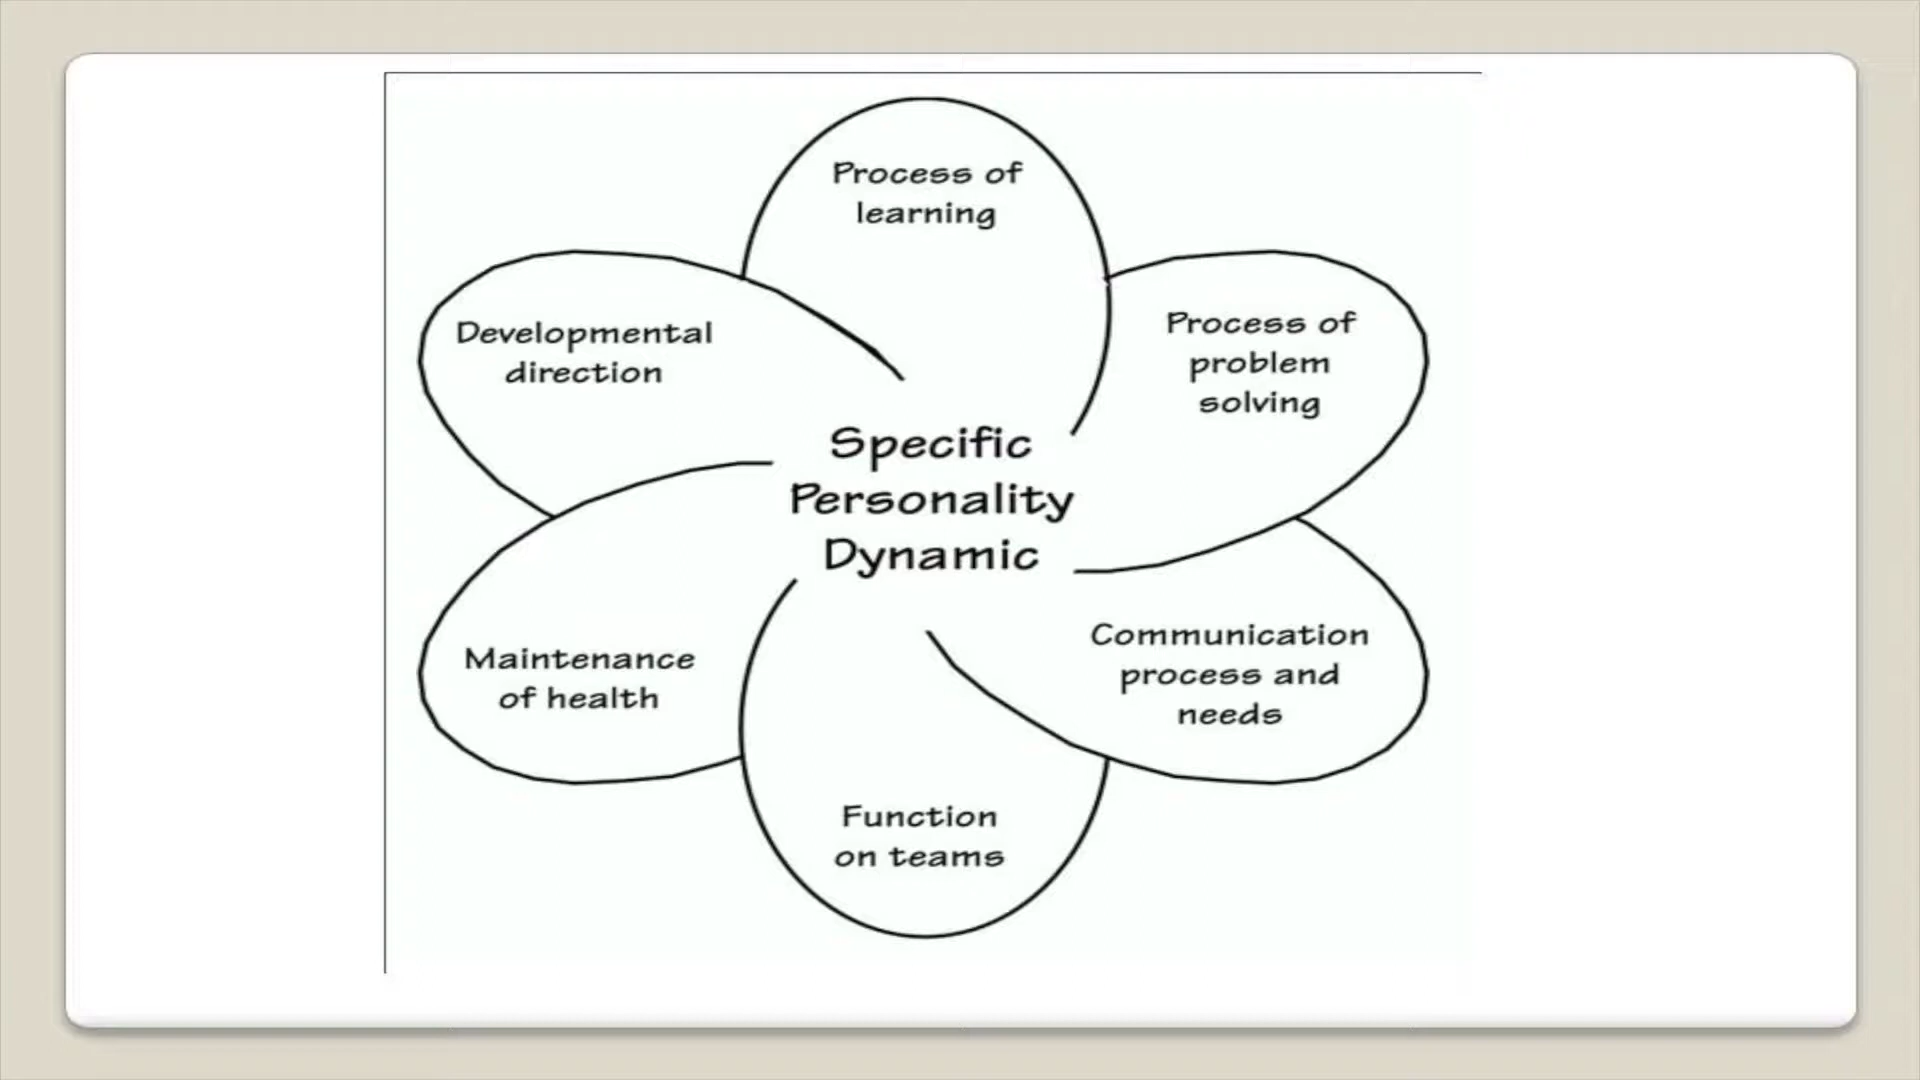 Process of
learning
Process of
problem
solving
Developmental
direction
Specific
Personality
Dynamic
Communication
process and
needs
Maintenance
of health
Function
on teams